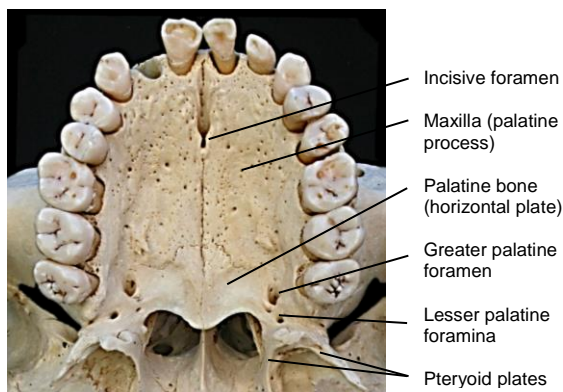 Incisive foramen
Maxilla (palatine
process)
Palatine bone
(horizontal plate)
Greater palatine
foramen
Lesser palatine
foramina
Pteryoid plates